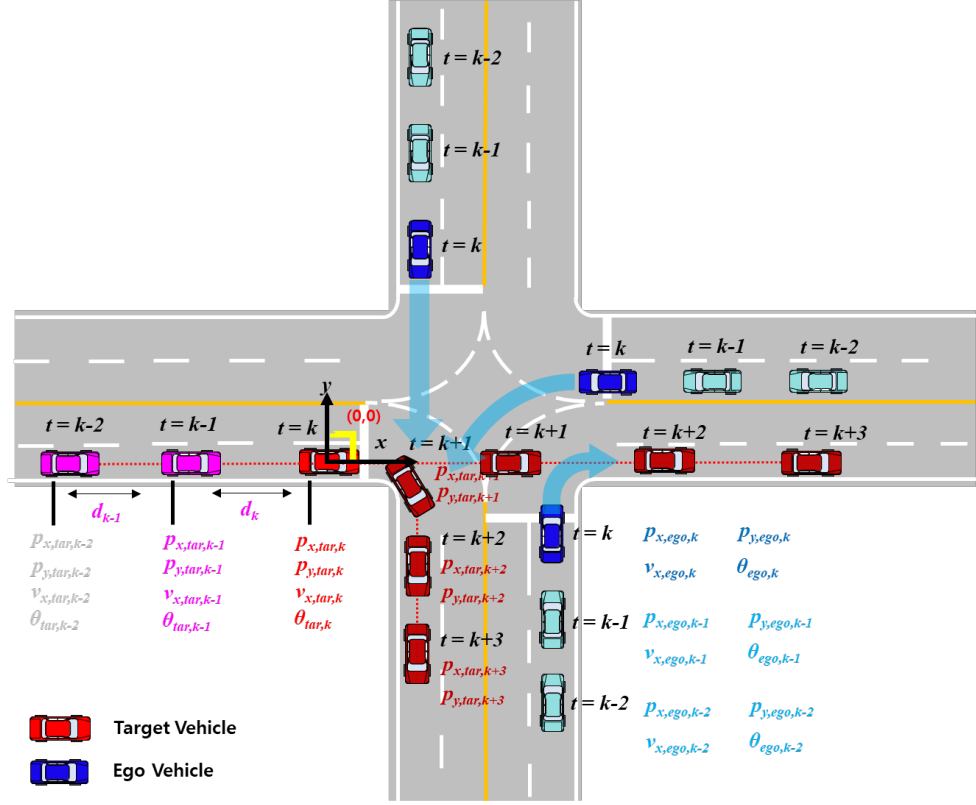 t = k-2
t = k-1
t = k
t = k
t = k-1
t = k-2
y
(0,0)
x
t = k-2
t = k-1
t = k
t = k+1
t = k+1
t = k+2
t = k+3
p_x,tar,k+1
p_y,tar,k+1
d_k-1
d_k
p_x,tar,k-2
p_y,tar,k-2
v_x,tar,k-2
θ_tar,k-2
p_x,tar,k-1
p_y,tar,k-1
v_x,tar,k-1
θ_tar,k-1
p_x,tar,k
p_y,tar,k
v_x,tar,k
θ_tar,k
t = k+2
p_x,tar,k+2
p_y,tar,k+2
t = k+3
p_x,tar,k+3
p_y,tar,k+3
t = k
p_x,ego,k p_y,ego,k
v_x,ego,k θ_ego,k
t = k-1
p_x,ego,k-1 p_y,ego,k-1
v_x,ego,k-1 θ_ego,k-1
t = k-2
p_x,ego,k-2 p_y,ego,k-2
v_x,ego,k-2 θ_ego,k-2
Target Vehicle
Ego Vehicle